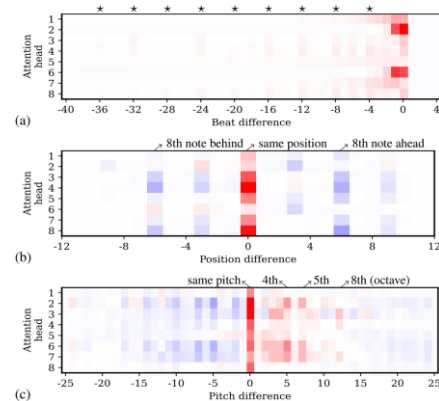 ★ ★ ★ ★ ★ ★ ★ ★ ★
1
2
3
4
5
6
7
8
Attention
head
-40 -36 -32 -28 -24 -20 -16 -12 -8 -4 0 4
(a)
Beat difference
↗ 8th note behind ↗ same position ↗ 8th note ahead
1
2
3
4
5
6
7
8
Attention
head
-12 -8 -4 0 4 8 12
(b)
Position difference
same pitch 4th 5th 8th (octave)
1
2
3
4
5
6
7
8
Attention
head
-25 -20 -15 -10 -5 0 5 10 15 20 25
(c)
Pitch difference